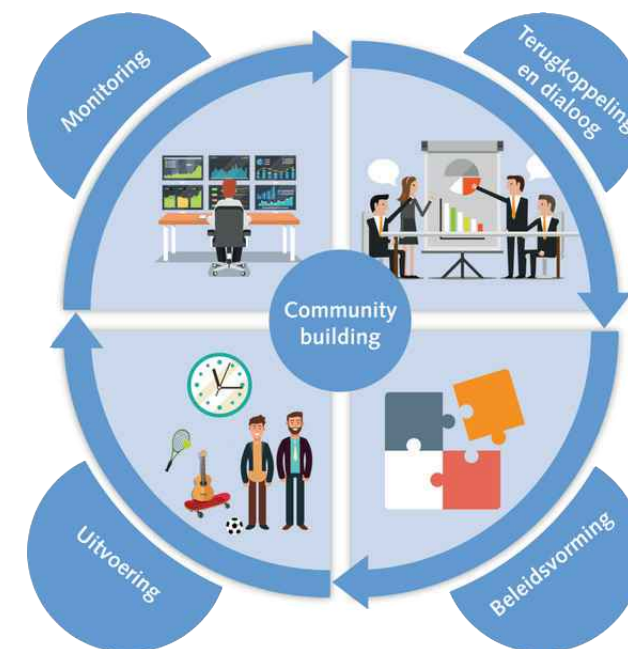 Monitoring
Terugkoppeling
en dialoog
Community
building
Uitvoering
Beleidsvorming